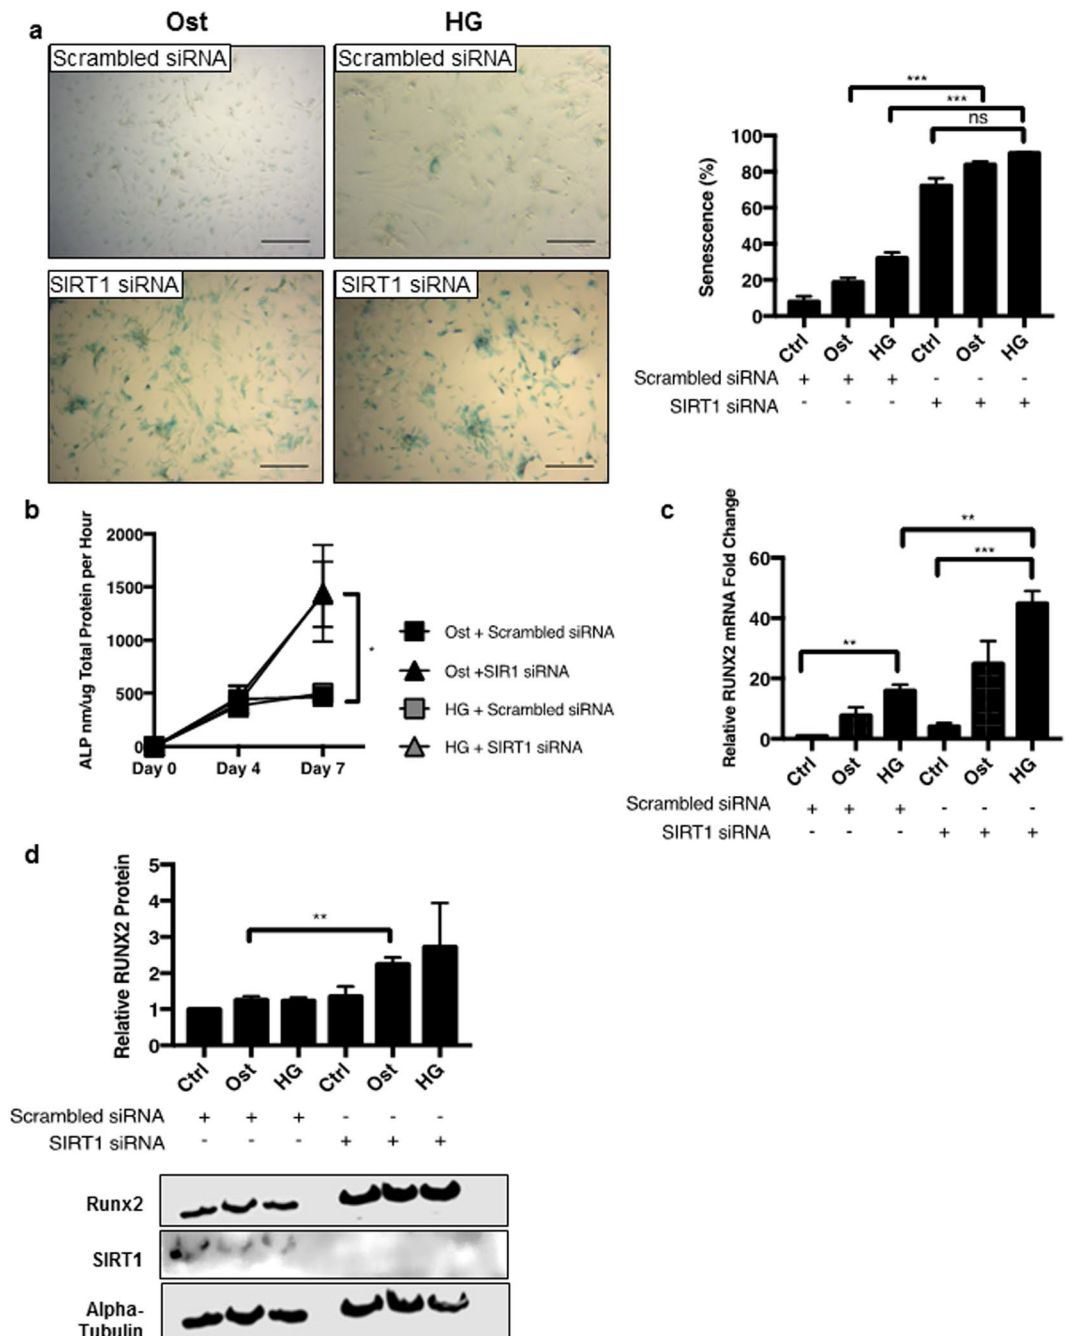 a
Ost
HG
Scrambled siRNA
Scrambled siRNA
SIRT1 siRNA
SIRT1 siRNA
Senescence (%)
100
80
60
40
20
0
***
***
ns
Ctrl Ost HG Ctrl Ost HG
Scrambled siRNA + + + - - -
SIRT1 siRNA - - - + + +
b
ALP nm/ug Total Protein per Hour
2000
1500
1000
500
0
Day 0 Day 4 Day 7
*
Ost + Scrambled siRNA
Ost +SIR1 siRNA
HG + Scrambled siRNA
HG + SIRT1 siRNA
c
Relative RUNX2 mRNA Fold Change
60
40
20
0
**
***
**
Ctrl Ost HG Ctrl Ost HG
Scrambled siRNA + + + - - -
SIRT1 siRNA - - - + + +
d
Relative RUNX2 Protein
5
4
3
2
1
0
**
Ctrl Ost HG Ctrl Ost HG
Scrambled siRNA + + + - - -
SIRT1 siRNA - - - + + +
Runx2
SIRT1
Alpha-
Tubulin